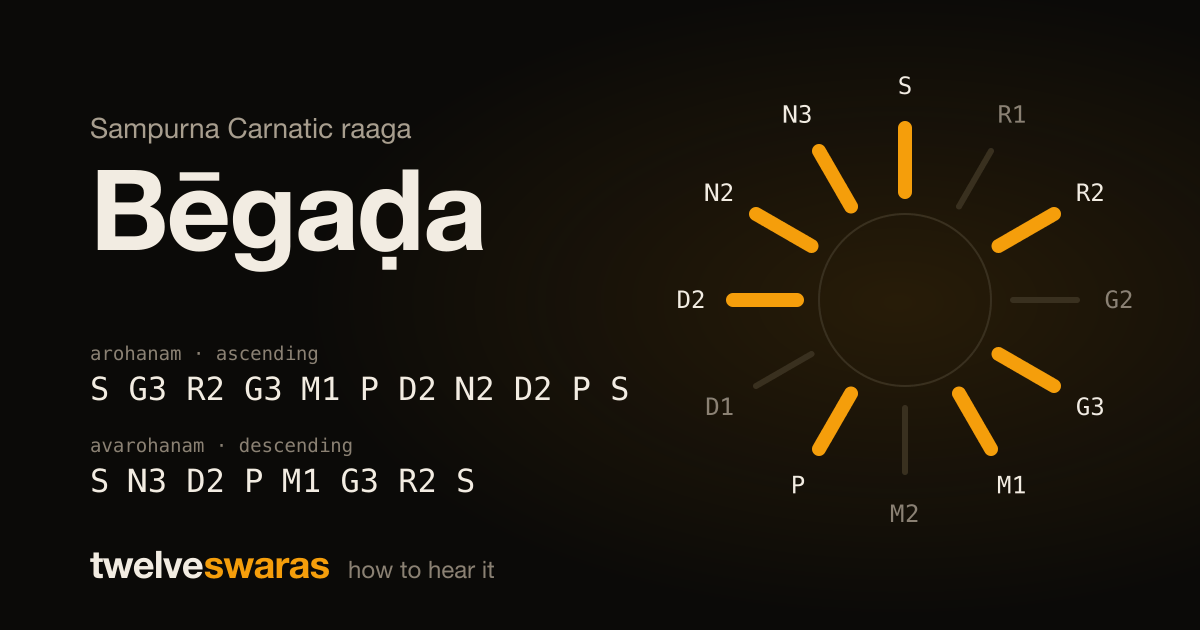 Sampurna Carnatic raaga
Bēgaḍa
arohanam · ascending
S G3 R2 G3 M1 P D2 N2 D2 P S
avarohanam · descending
S N3 D2 P M1 G3 R2 S
twelveswaras how to hear it
S
R1
R2
G2
G3
M1
M2
P
D1
D2
N2
N3